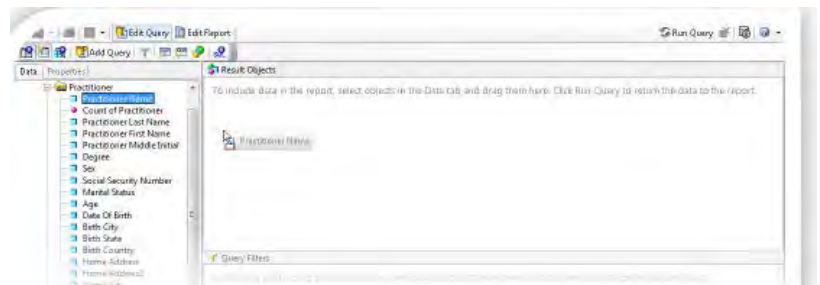 Edit Query Edit Report Run Query
Add Query
Data Properties
Result Objects
Practitioner
To include data in the report, select objects in the Data tab and drag them here. Click Run Query to return the data to the report.
Practitioner Name
Count of Practitioner
Practitioner Last Name
Practitioner First Name
Practitioner Name
Practitioner Middle Initial
Degree
Sex
Social Security Number
Marital Status
Age
Date Of Birth
Birth City
Birth State
Birth Country
Query Filters
Home Address
Home Address2